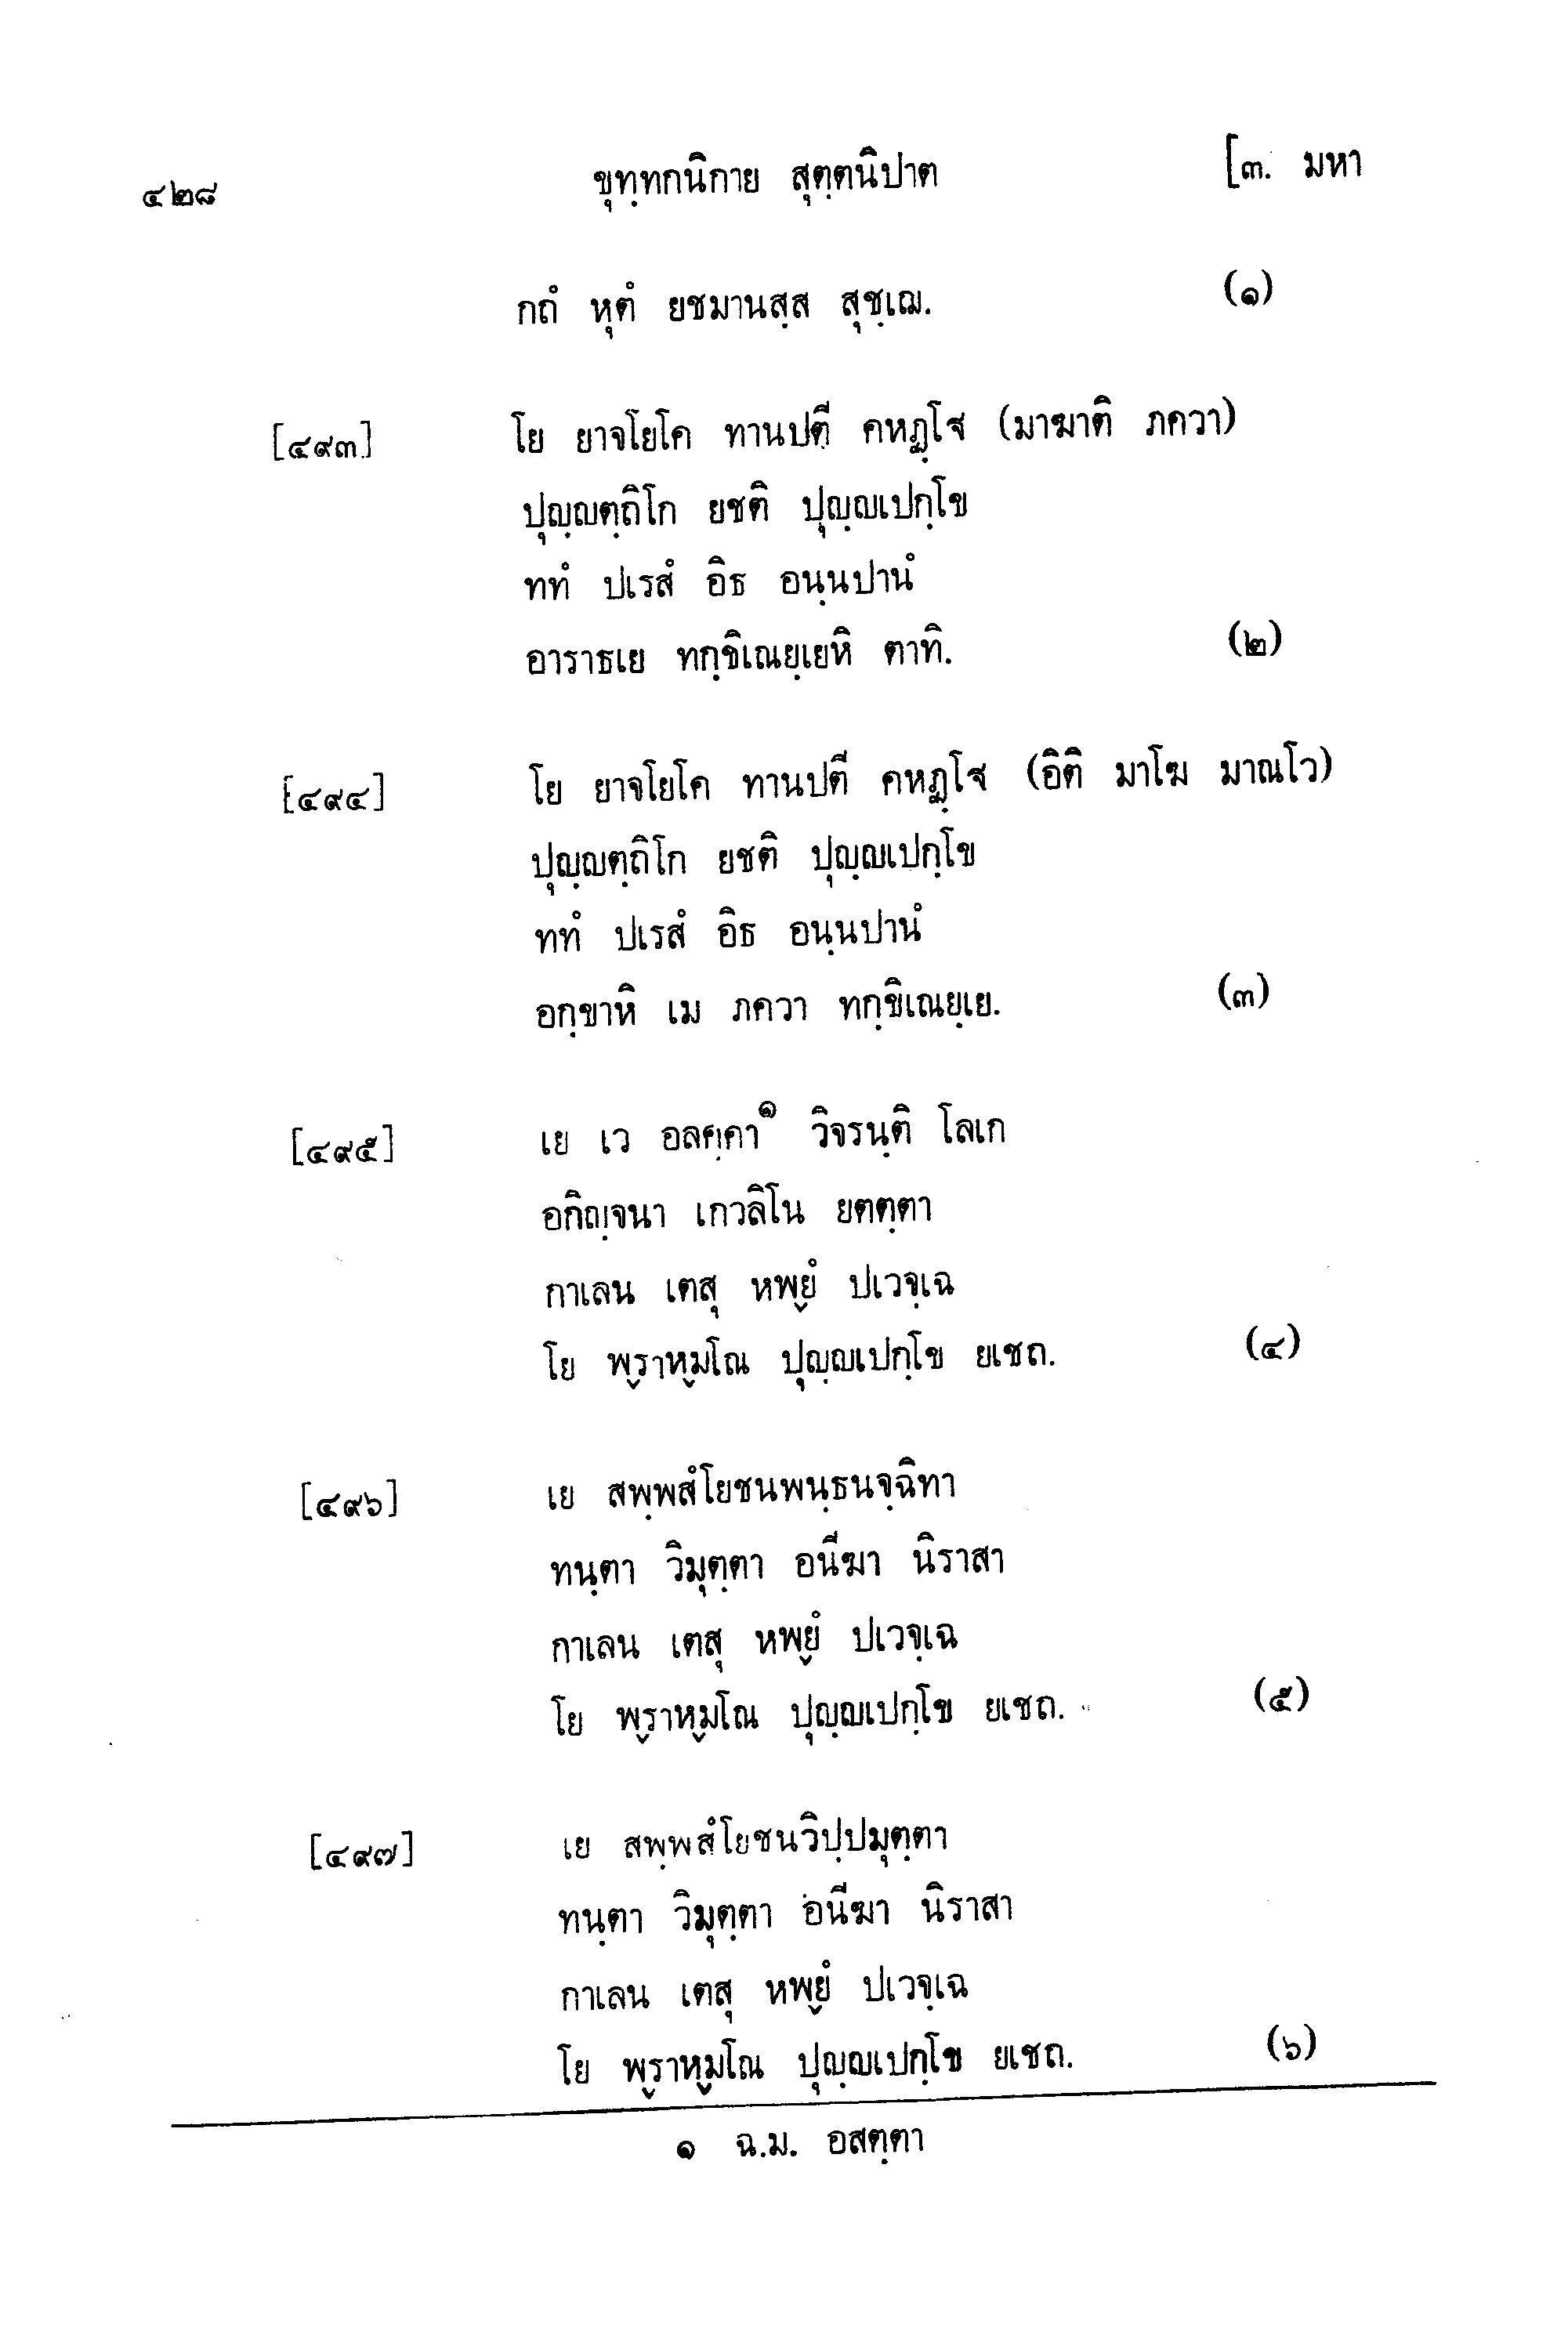 ๔๒๘ ขุทฺทกนิกาย สุตฺตนิปาต [๓. มหา
กถํ หุตํ ยชมานสฺส สุชฺเฌ. (๑)
[๔๙๓] โย ยาจโยโค ทานปตี คหฏฺโฐ (มาฆาติ ภควา)
ปุญฺญตฺถิโก ยชติ ปุญฺญเปกฺโข
ททํ ปเรสํ อิธ อนฺนปานํ
อาราธเย ทกฺขิเณยฺเยหิ ตาทิ. (๒)
[๔๙๔] โย ยาจโยโค ทานปตี คหฏฺโฐ (อิติ มาโฆ มาณโว)
ปุญฺญตฺถิโก ยชติ ปุญฺญเปกฺโข
ททํ ปเรสํ อิธ อนฺนปานํ
อกฺขาหิ เม ภควา ทกฺขิเณยฺเย. (๓)
[๔๙๕] เย เว อลคฺคา๑ วิจรนฺติ โลเก
อกิญฺจนา เกวลิโน ยตตฺตา
กาเลน เตสุ หพฺยํ ปเวจฺเฉ
โย พฺราหฺมโณ ปุญฺญเปกฺโข ยเชถ. (๔)
[๔๙๖] เย สพฺพสํโยชนพนฺธนจฺฉิทา
ทนฺตา วิมุตฺตา อนีฆา นิราสา
กาเลน เตสุ หพฺยํ ปเวจฺเฉ
โย พฺราหฺมโณ ปุญฺญเปกฺโข ยเชถ. (๕)
[๔๙๗] เย สพฺพสํโยชนวิปฺปมุตฺตา
ทนฺตา วิมุตฺตา อนีฆา นิราสา
กาเลน เตสุ หพฺยํ ปเวจฺเฉ
โย พฺราหฺมโณ ปุญฺญเปกฺโข ยเชถ. (๖)
๑ ฉ.ม. อสตฺตา